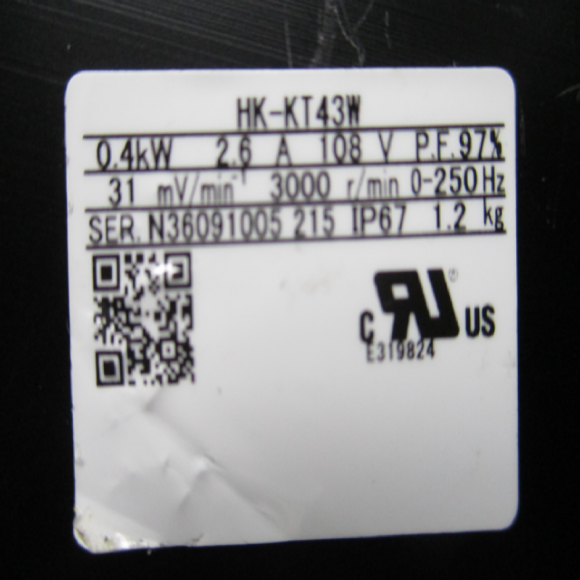 HK-KT43W
0.4kW 2.6 A 108 V P.F.97%
31 mV/min⁻¹ 3000 r/min 0-250Hz
SER. N36091005 215 IP67 1.2 kg
C RU ® US
E319824